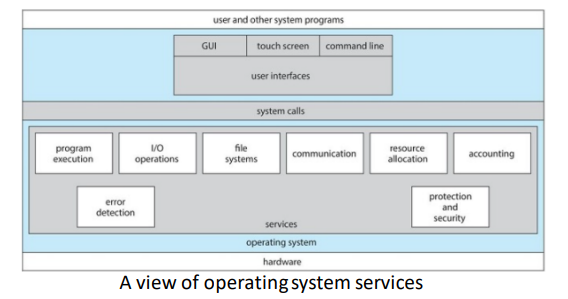 user and other system programs
GUI
touch screen
command line
user interfaces
system calls
program
execution
I/O
operations
file
systems
communication
resource
allocation
accounting
error
detection
protection
and
security
services
operating system
hardware
A view of operating system services